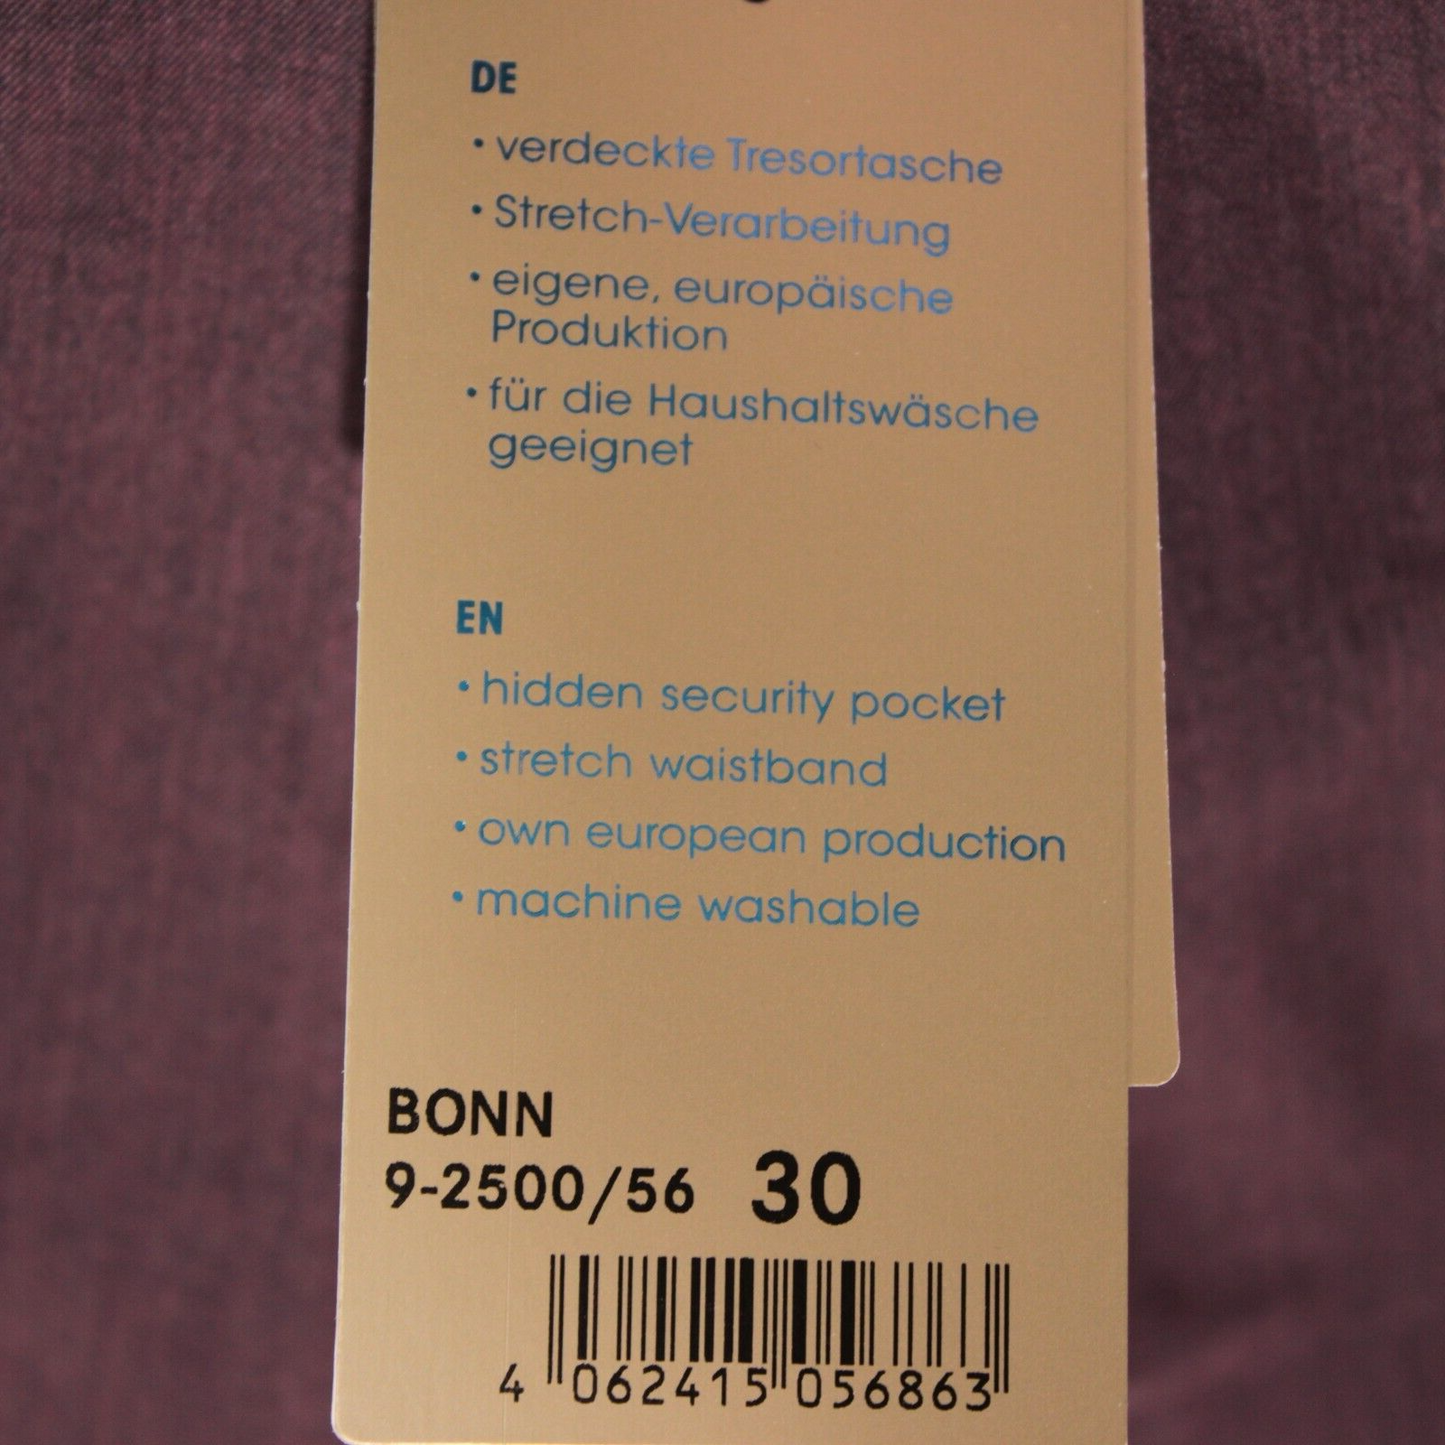 DE
• verdeckte Tresortasche
• Stretch-Verarbeitung
• eigene, europäische
Produktion
• für die Haushaltswäsche
geeignet
EN
• hidden security pocket
• stretch waistband
• own european production
• machine washable
BONN
9-2500/56 30
4 062415 056863